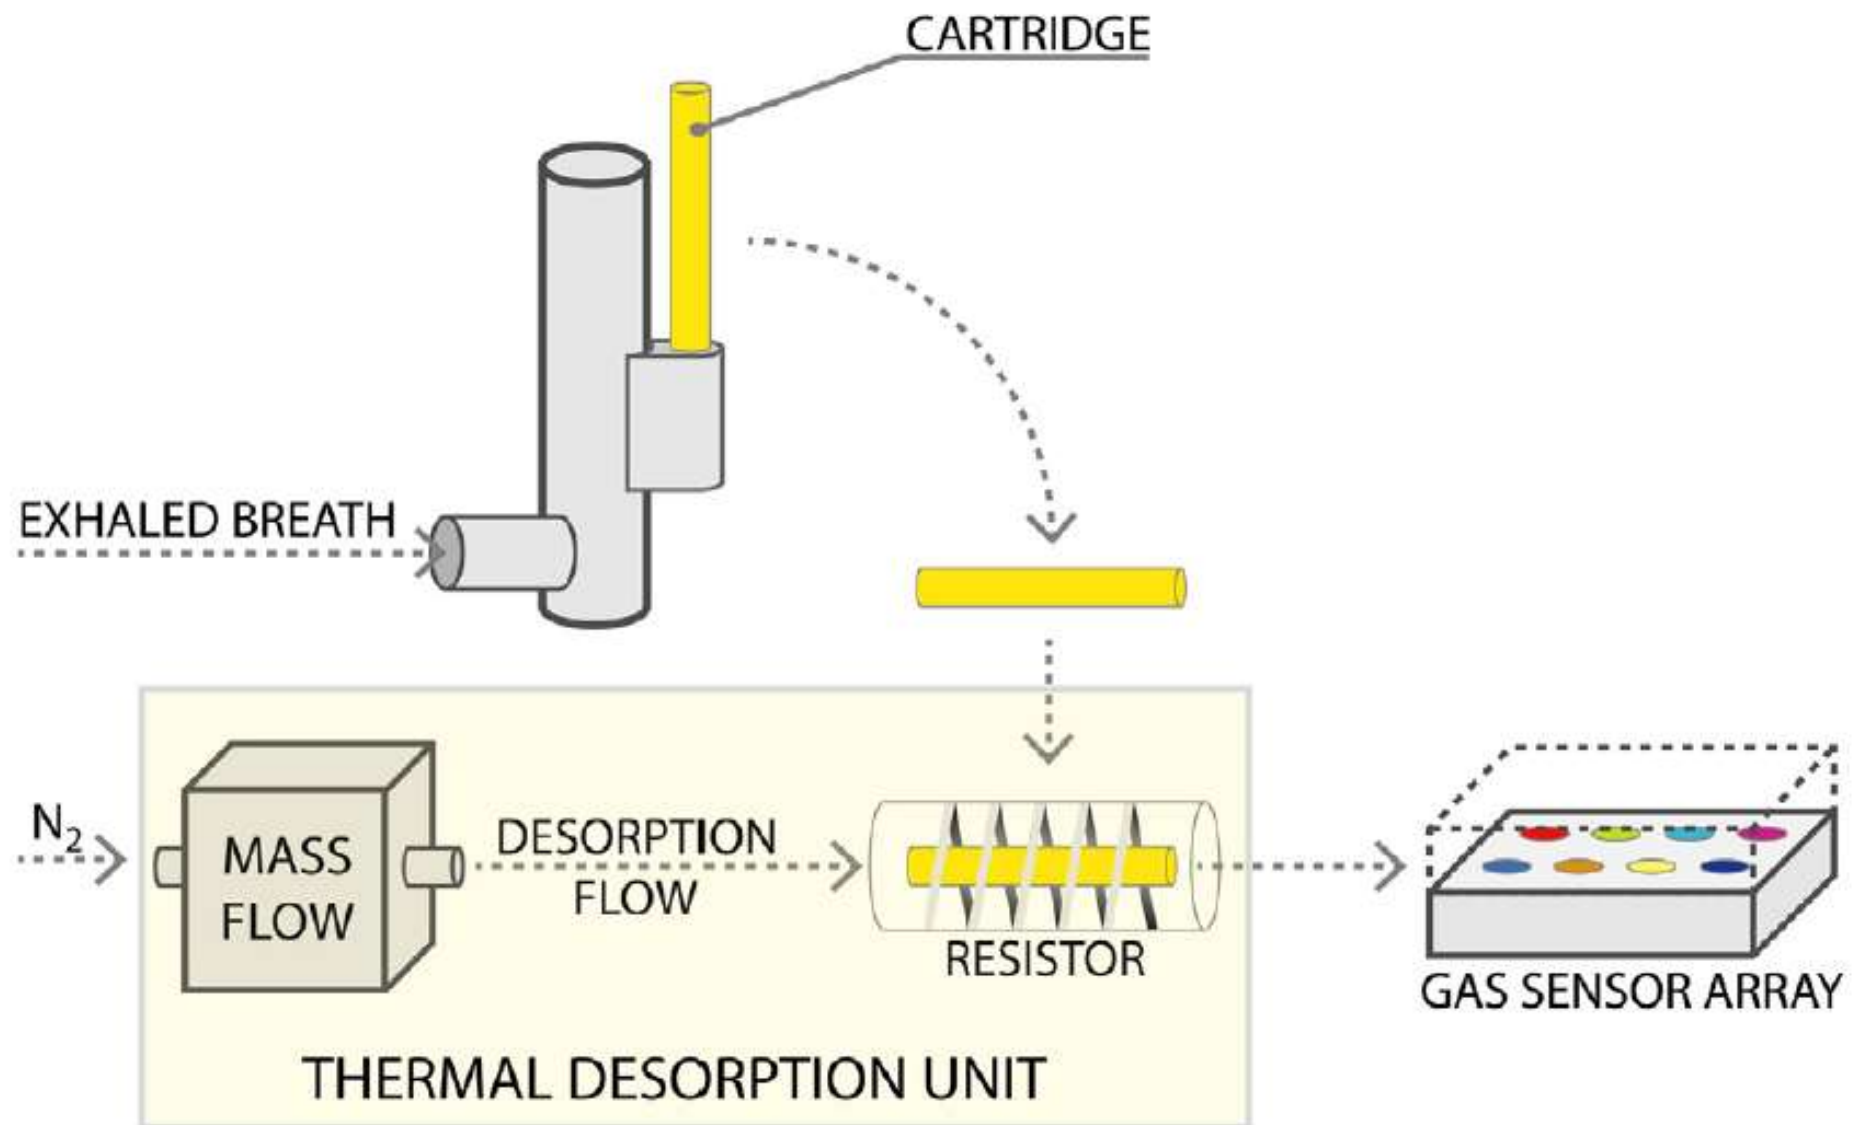 CARTRIDGE
EXHALED BREATH
N₂
MASS
FLOW
DESORPTION
FLOW
RESISTOR
GAS SENSOR ARRAY
THERMAL DESORPTION UNIT